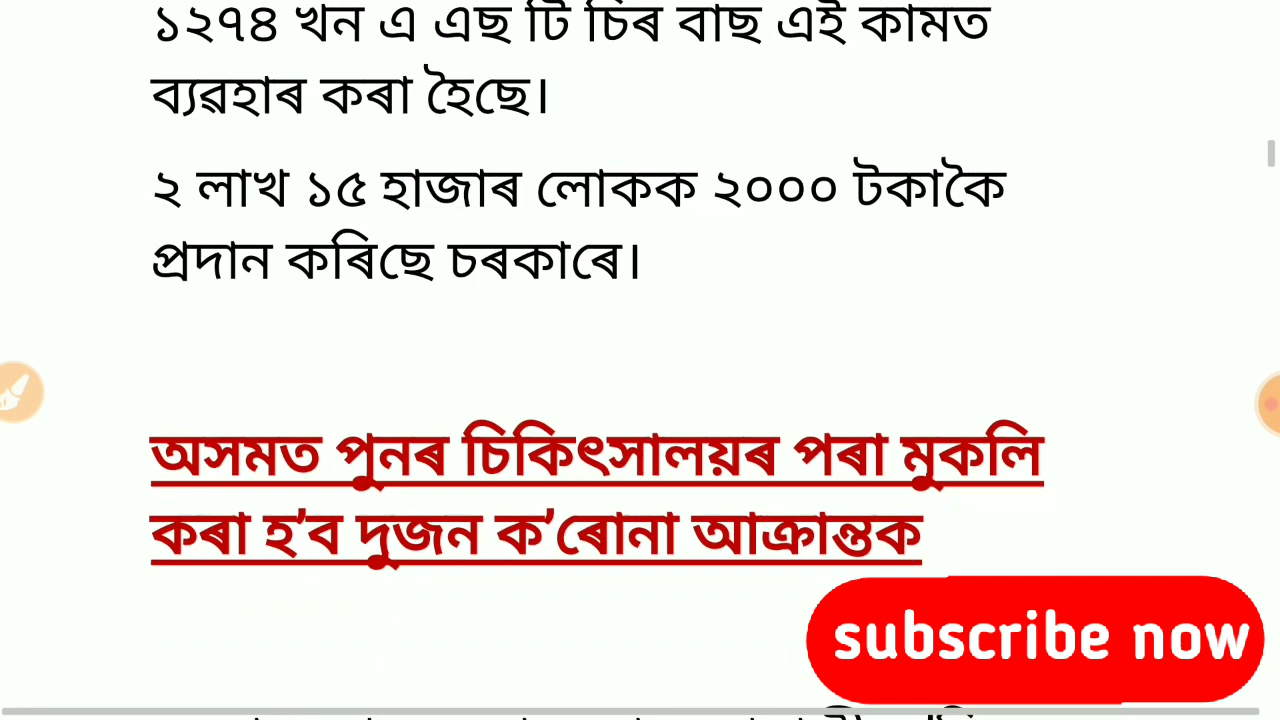 ১২৭৪ খন এ এছ টি চিৰ বাছ এই কামত
ব্যৱহাৰ কৰা হৈছে।
২ লাখ ১৫ হাজাৰ লোকক ২০০০ টকাকৈ
প্ৰদান কৰিছে চৰকাৰে।
অসমত পুনৰ চিকিৎসালয়ৰ পৰা মুকলি
কৰা হ'ব দুজন ক'ৰোনা আক্ৰান্তক
subscribe now